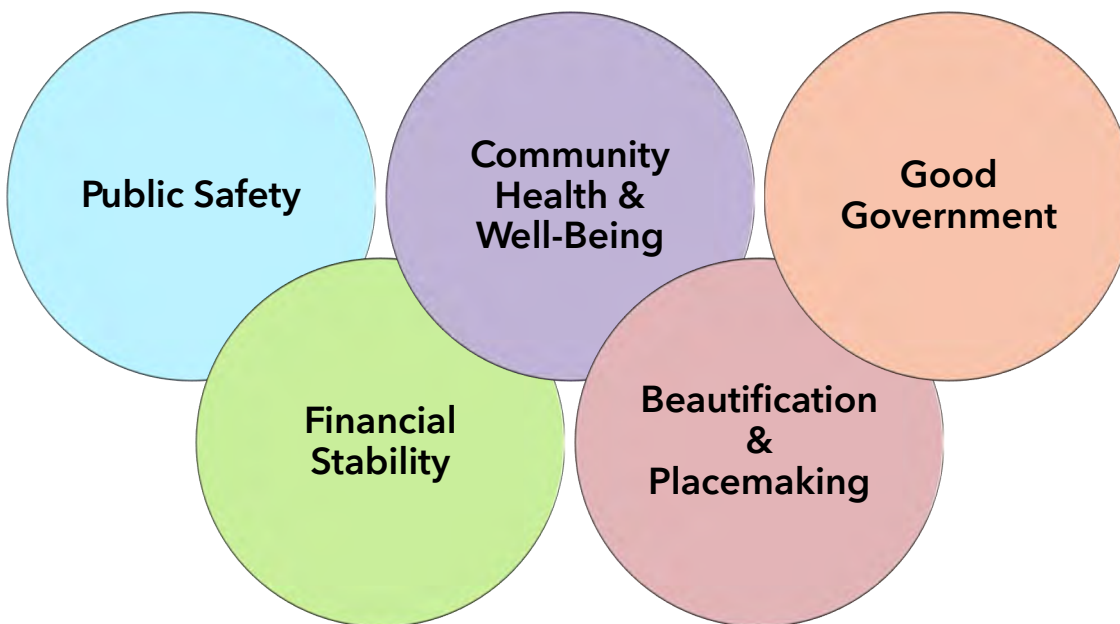 Public Safety
Community
Health &
Well-Being
Good
Government
Financial
Stability
Beautification
&
Placemaking